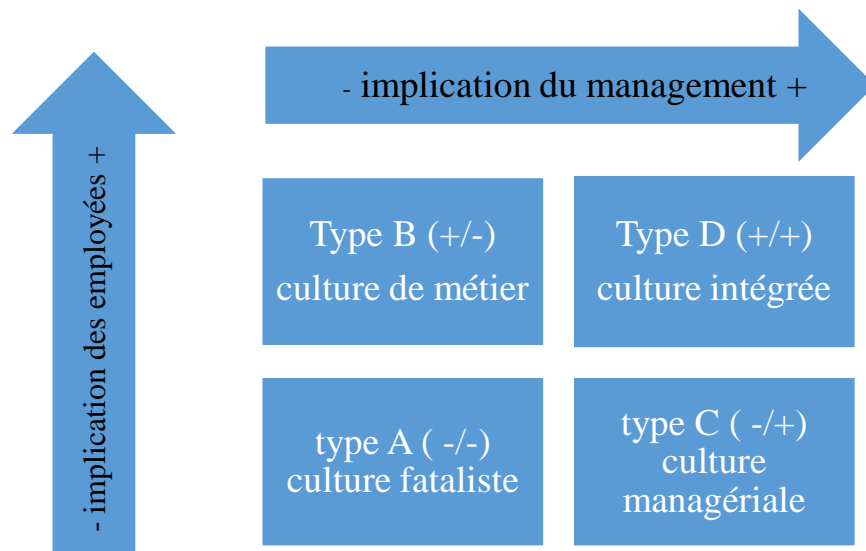 - implication du management +
- implication des employées +
Type B (+/-)
culture de métier
Type D (+/+)
culture intégrée
type A ( -/-)
culture fataliste
type C ( -/+)
culture
managériale